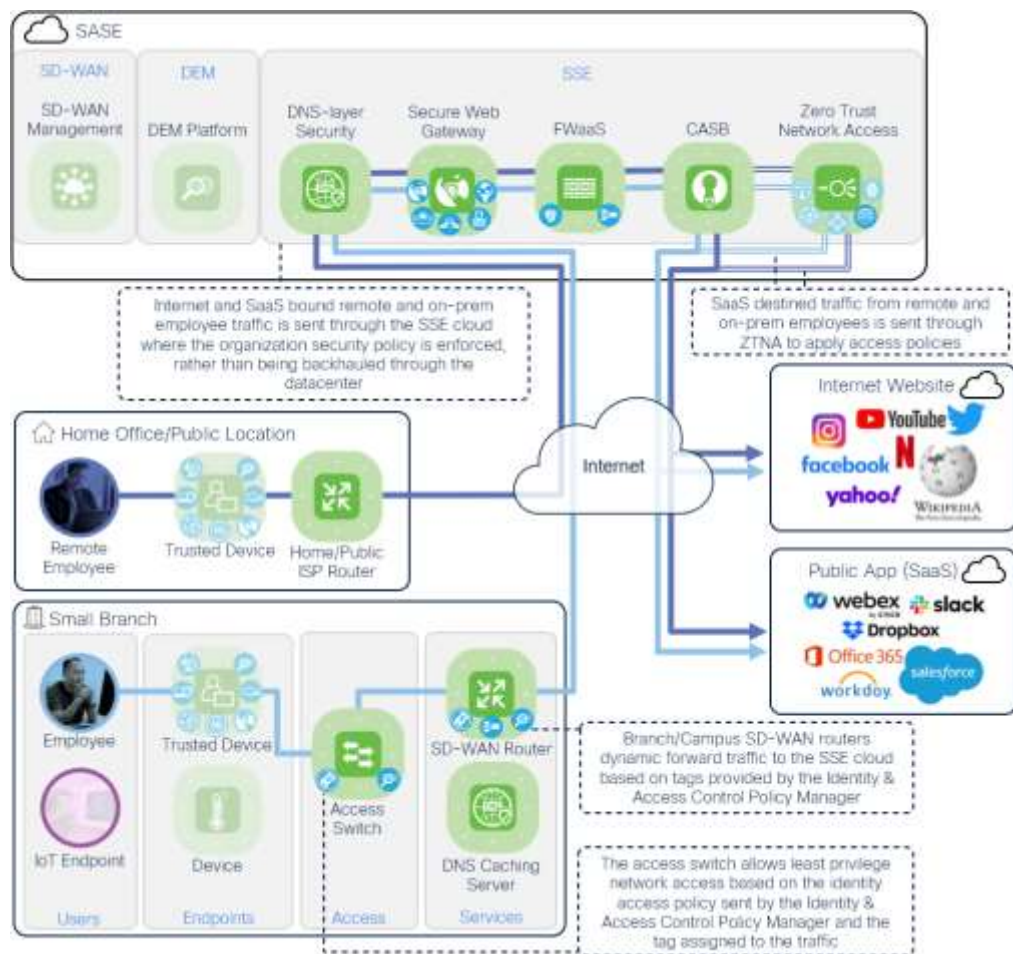 SASE
SD-WAN
DEM
SSE
SD-WAN
Management
DEM Platform
DNS-layer
Security
Secure Web
Gateway
FWaaS
CASB
Zero Trust
Network Access
Internet and SaaS bound remote and on-prem
employee traffic is sent through the SSE cloud
where the organization security policy is enforced,
rather than being backhauled through the
datacenter
SaaS destined traffic from remote and
on-prem employees is sent through
ZTNA to apply access policies
Home Office/Public Location
Remote
Employee
Trusted Device
Home/Public
ISP Router
Internet
Internet Website
YouTube
facebook
N
yahoo!
WIKIPEDIA
The Free Encyclopedia
Public App (SaaS)
webex
by CISCO
slack
Dropbox
Office 365
salesforce
workday
Small Branch
Employee
Trusted Device
SD-WAN Router
IoT Endpoint
Device
Access
Switch
DNS Caching
Server
Users
Endpoints
Access
Services
Branch/Campus SD-WAN routers
dynamic forward traffic to the SSE cloud
based on tags provided by the Identity &
Access Control Policy Manager
The access switch allows least privilege
network access based on the identity
access policy sent by the Identity &
Access Control Policy Manager and the
tag assigned to the traffic